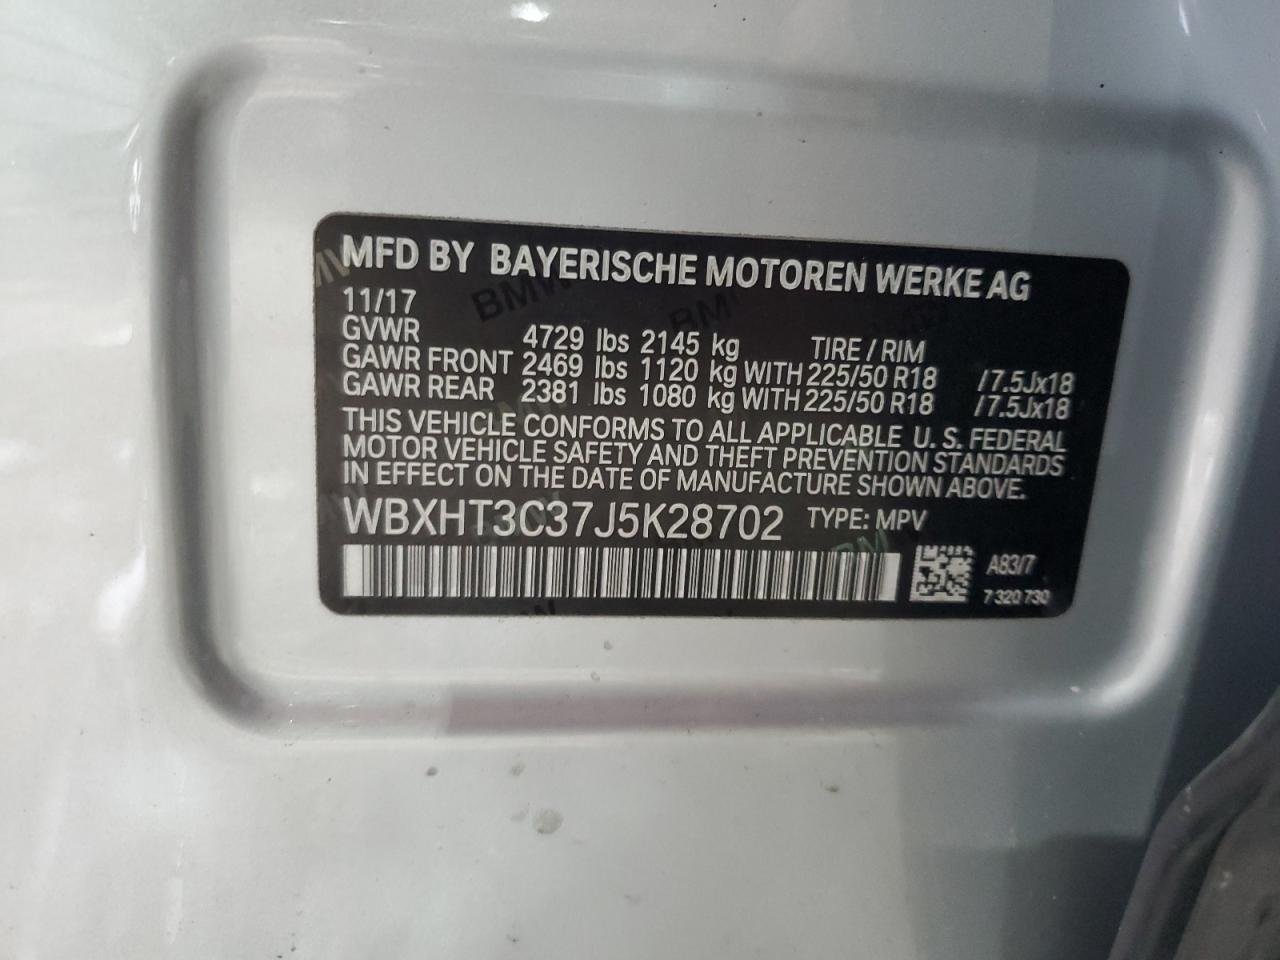 MFD BY BAYERISCHE MOTOREN WERKE AG
11/17
GVWR 4729 lbs 2145 kg TIRE / RIM
GAWR FRONT 2469 lbs 1120 kg WITH 225/50 R18 /7.5Jx18
GAWR REAR 2381 lbs 1080 kg WITH 225/50 R18 /7.5Jx18
THIS VEHICLE CONFORMS TO ALL APPLICABLE U. S. FEDERAL
MOTOR VEHICLE SAFETY AND THEFT PREVENTION STANDARDS
IN EFFECT ON THE DATE OF MANUFACTURE SHOWN ABOVE.
WBXHT3C37J5K28702 TYPE: MPV
A83/7
7 320 730